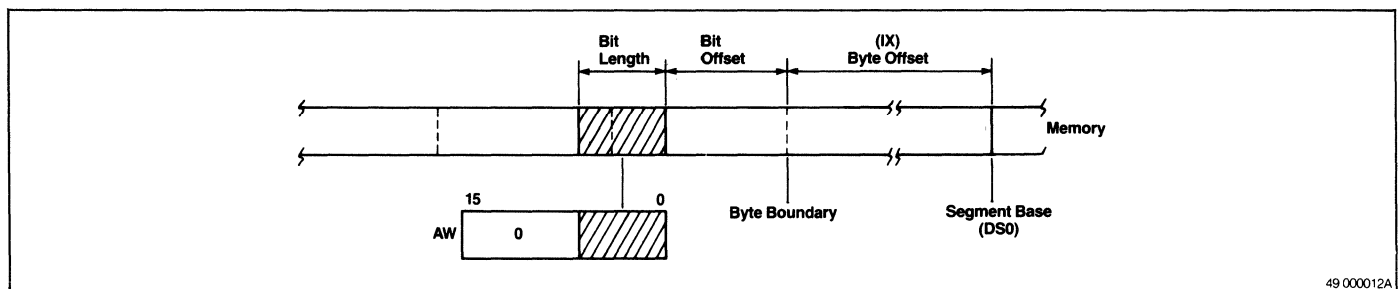 Bit Length
Bit Offset
(IX) Byte Offset
Memory
15
0
AW
0
Byte Boundary
Segment Base (DS0)
49 000012A